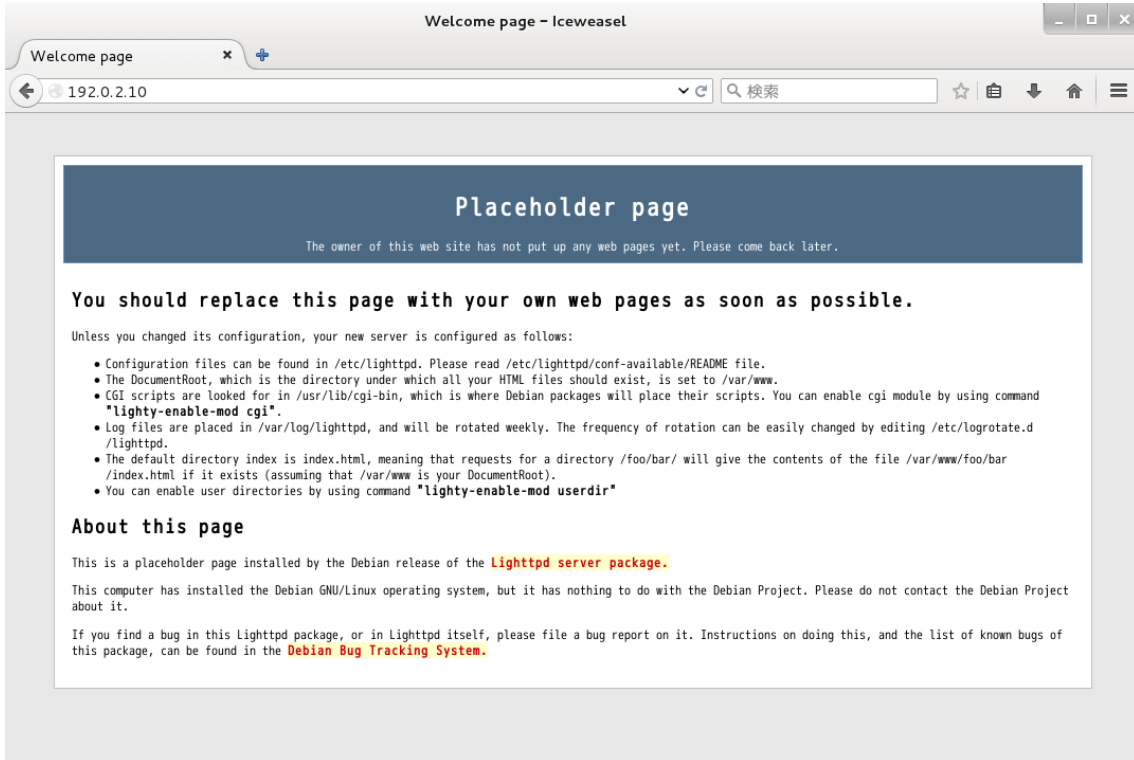 Welcome page - Iceweasel
Welcome page
192.0.2.10
検索
Placeholder page
The owner of this web site has not put up any web pages yet. Please come back later.
You should replace this page with your own web pages as soon as possible.
Unless you changed its configuration, your new server is configured as follows:
• Configuration files can be found in /etc/lighttpd. Please read /etc/lighttpd/conf-available/README file.
• The DocumentRoot, which is the directory under which all your HTML files should exist, is set to /var/www.
• CGI scripts are looked for in /usr/lib/cgi-bin, which is where Debian packages will place their scripts. You can enable cgi module by using command
"lighty-enable-mod cgi".
• Log files are placed in /var/log/lighttpd, and will be rotated weekly. The frequency of rotation can be easily changed by editing /etc/logrotate.d
/lighttpd.
• The default directory index is index.html, meaning that requests for a directory /foo/bar/ will give the contents of the file /var/www/foo/bar
/index.html if it exists (assuming that /var/www is your DocumentRoot).
• You can enable user directories by using command "lighty-enable-mod userdir"
About this page
This is a placeholder page installed by the Debian release of the Lighttpd server package.
This computer has installed the Debian GNU/Linux operating system, but it has nothing to do with the Debian Project. Please do not contact the Debian Project
about it.
If you find a bug in this Lighttpd package, or in Lighttpd itself, please file a bug report on it. Instructions on doing this, and the list of known bugs of
this package, can be found in the Debian Bug Tracking System.